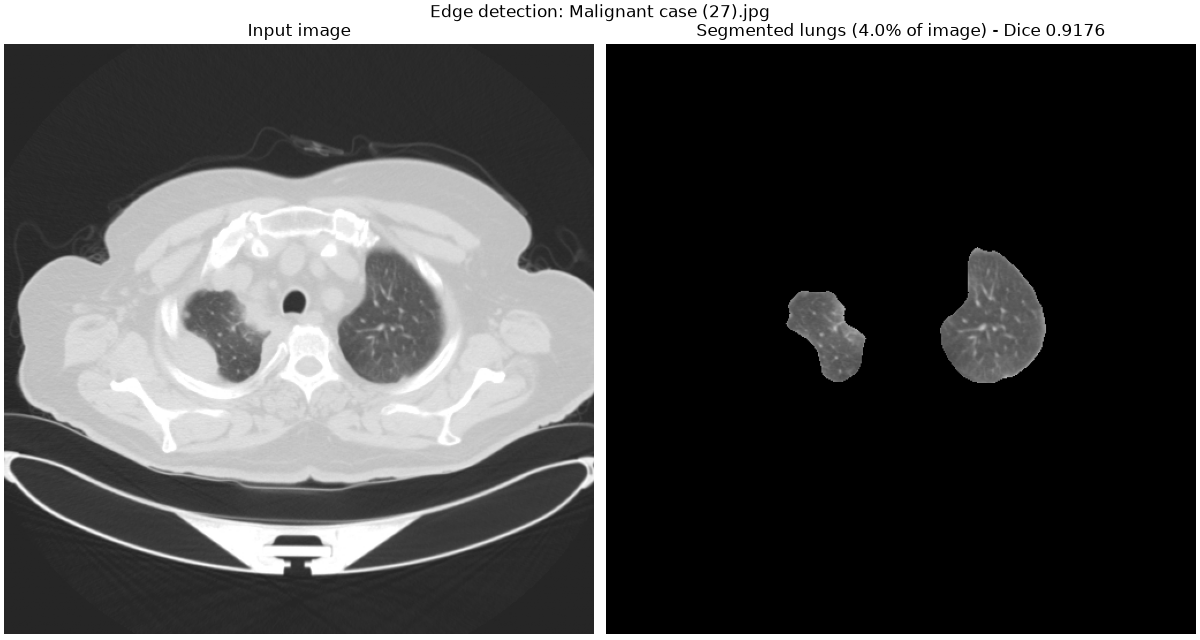 Edge detection: Malignant case (27).jpg
Input image
Segmented lungs (4.0% of image) - Dice 0.9176